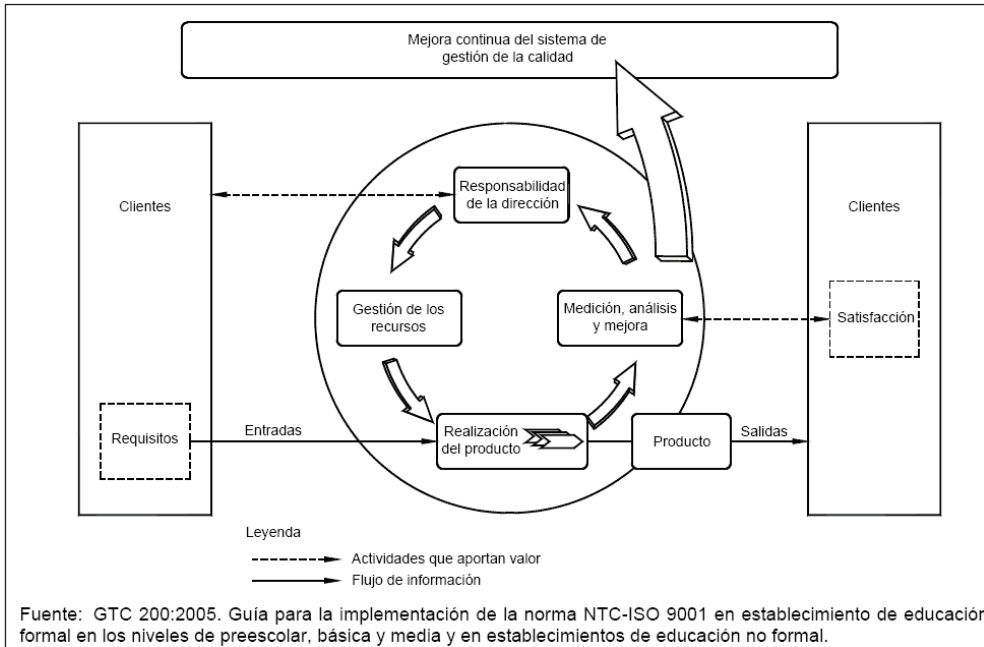 Mejora continua del sistema de
gestión de la calidad
Responsabilidad
de la dirección
Clientes
Clientes
Gestión de los
recursos
Medición, análisis
y mejora
Satisfacción
Requisitos
Entradas
Realización
del producto
Producto
Salidas
Leyenda
Actividades que aportan valor
Flujo de información
Fuente: GTC 200:2005. Guía para la implementación de la norma NTC-ISO 9001 en establecimiento de educación
formal en los niveles de preescolar, básica y media y en establecimientos de educación no formal.